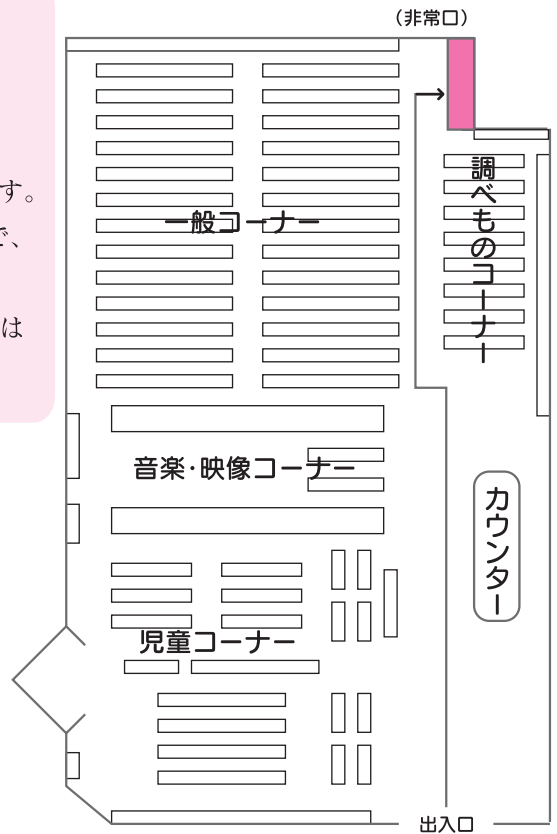 (非常口)
す。
で、
は
一般コーナー
調べものコーナー
音楽・映像コーナー
カウンター
児童コーナー
出入口